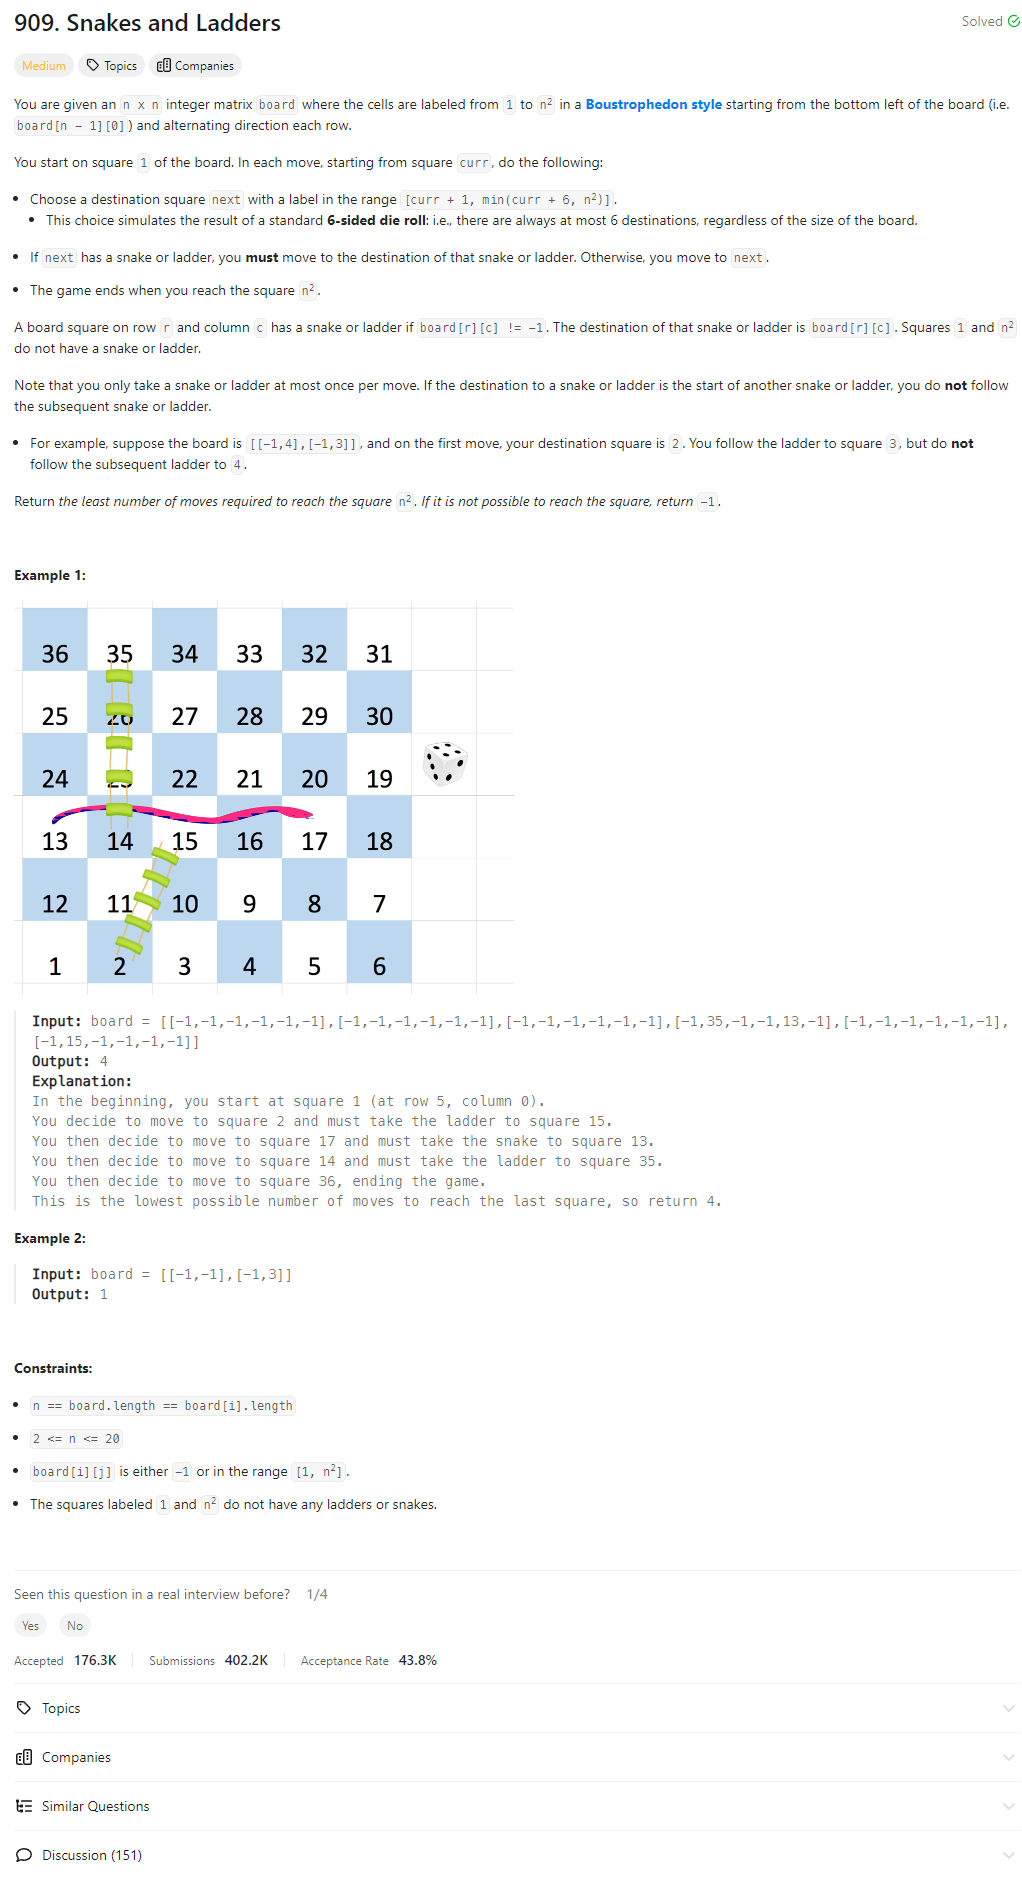 909. Snakes and Ladders
Solved
Medium Topics Companies
You are given an n x n integer matrix board where the cells are labeled from 1 to n² in a Boustrophedon style starting from the bottom left of the board (i.e.
board[n - 1][0]) and alternating direction each row.
You start on square 1 of the board. In each move, starting from square curr, do the following:
• Choose a destination square next with a label in the range [curr + 1, min(curr + 6, n²)].
• This choice simulates the result of a standard 6-sided die roll: i.e., there are always at most 6 destinations, regardless of the size of the board.
• If next has a snake or ladder, you must move to the destination of that snake or ladder. Otherwise, you move to next.
• The game ends when you reach the square n².
A board square on row r and column c has a snake or ladder if board[r][c] != -1. The destination of that snake or ladder is board[r][c]. Squares 1 and n²
do not have a snake or ladder.
Note that you only take a snake or ladder at most once per move. If the destination to a snake or ladder is the start of another snake or ladder, you do not follow
the subsequent snake or ladder.
• For example, suppose the board is [[-1,4],[-1,3]], and on the first move, your destination square is 2. You follow the ladder to square 3, but do not
follow the subsequent ladder to 4.
Return the least number of moves required to reach the square n². If it is not possible to reach the square, return -1.
Example 1:
36 35 34 33 32 31
25 26 27 28 29 30
24 23 22 21 20 19
13 14 15 16 17 18
12 11 10 9 8 7
1 2 3 4 5 6
Input: board = [[-1,-1,-1,-1,-1,-1],[-1,-1,-1,-1,-1,-1],[-1,-1,-1,-1,-1,-1],[-1,35,-1,-1,13,-1],[-1,-1,-1,-1,-1,-1],
[-1,15,-1,-1,-1,-1]]
Output: 4
Explanation:
In the beginning, you start at square 1 (at row 5, column 0).
You decide to move to square 2 and must take the ladder to square 15.
You then decide to move to square 17 and must take the snake to square 13.
You then decide to move to square 14 and must take the ladder to square 35.
You then decide to move to square 36, ending the game.
This is the lowest possible number of moves to reach the last square, so return 4.
Example 2:
Input: board = [[-1,-1],[-1,3]]
Output: 1
Constraints:
• n == board.length == board[i].length
• 2 <= n <= 20
• board[i][j] is either -1 or in the range [1, n²].
• The squares labeled 1 and n² do not have any ladders or snakes.
Seen this question in a real interview before? 1/4
Yes No
Accepted 176.3K Submissions 402.2K Acceptance Rate 43.8%
Topics
Companies
Similar Questions
Discussion (151)